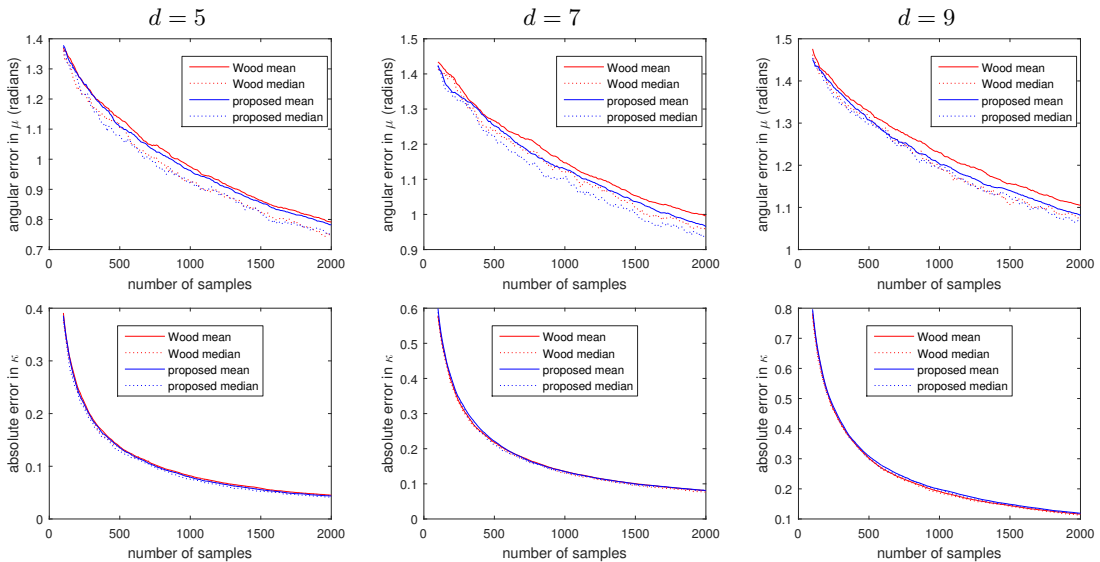 d = 5
1.4
1.3
1.2
1.1
1
0.9
0.8
0.7
angular error in μ (radians)
Wood mean
Wood median
proposed mean
proposed median
0
500
1000
1500
2000
number of samples
d = 7
1.5
1.4
1.3
1.2
1.1
1
0.9
angular error in μ (radians)
Wood mean
Wood median
proposed mean
proposed median
0
500
1000
1500
2000
number of samples
d = 9
1.5
1.4
1.3
1.2
1.1
1
angular error in μ (radians)
Wood mean
Wood median
proposed mean
proposed median
0
500
1000
1500
2000
number of samples
0.4
0.3
0.2
0.1
0
absolute error in κ
Wood mean
Wood median
proposed mean
proposed median
0
500
1000
1500
2000
number of samples
0.6
0.5
0.4
0.3
0.2
0.1
0
absolute error in κ
Wood mean
Wood median
proposed mean
proposed median
0
500
1000
1500
2000
number of samples
0.8
0.7
0.6
0.5
0.4
0.3
0.2
0.1
absolute error in κ
Wood mean
Wood median
proposed mean
proposed median
0
500
1000
1500
2000
number of samples